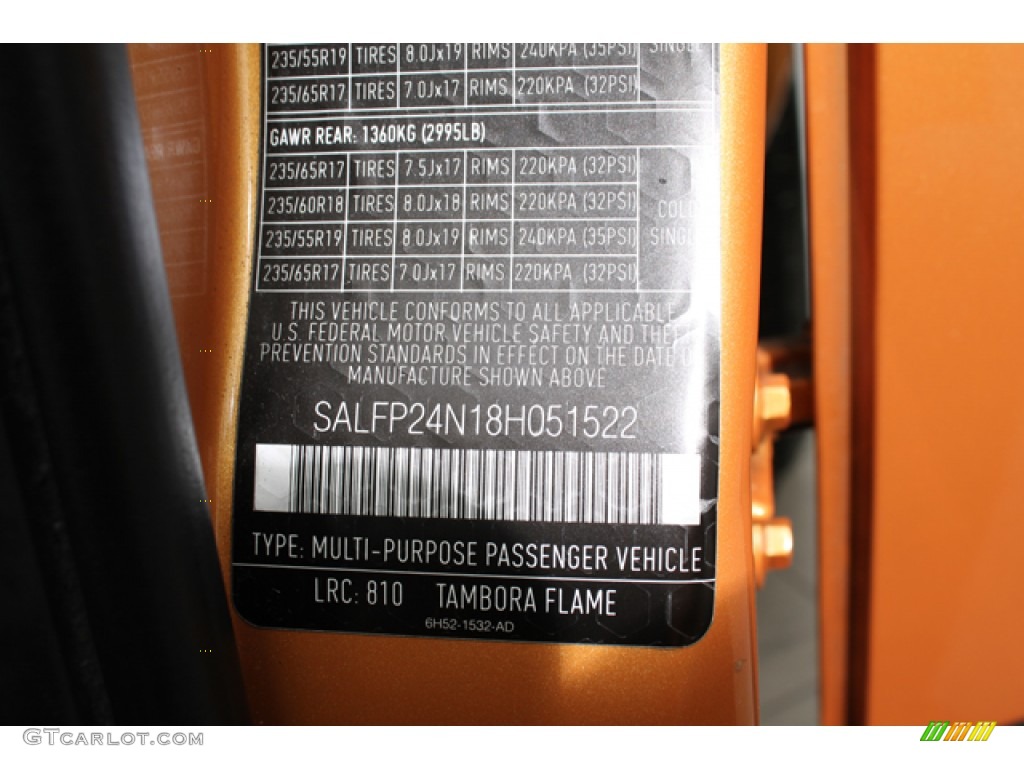 235/55R19 TIRES 8.0Jx19 RIMS 240KPA (35PSI) SINGLE
235/65R17 TIRES 7.0Jx17 RIMS 220KPA (32PSI)
GAWR REAR: 1360KG (2995LB)
235/65R17 TIRES 7.5Jx17 RIMS 220KPA (32PSI)
235/60R18 TIRES 8.0Jx18 RIMS 220KPA (32PSI) COLD
235/55R19 TIRES 8.0Jx19 RIMS 240KPA (35PSI)
235/65R17 TIRES 7.0Jx17 RIMS 220KPA (32PSI)
THIS VEHICLE CONFORMS TO ALL APPLICABLE
U.S. FEDERAL MOTOR VEHICLE SAFETY AND
PREVENTION STANDARDS IN EFFECT ON THE DATE
MANUFACTURE SHOWN ABOVE
SALFP24N18H051522
TYPE: MULTI-PURPOSE PASSENGER VEHICLE
LRC: 810 TAMBORA FLAME
6H52-1532-AD
GTCARLOT.COM